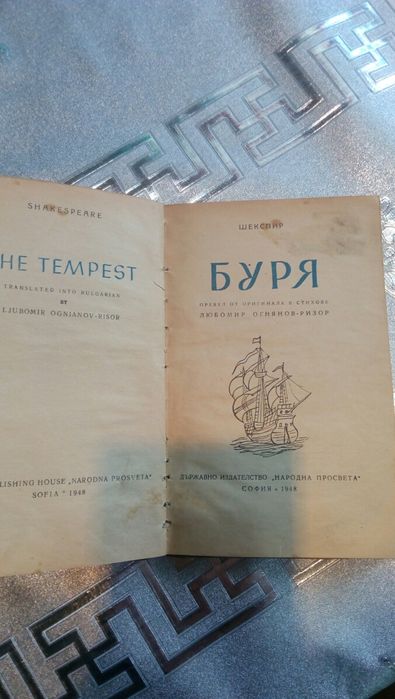 SHAKESPEARE
HE TEMPEST
TRANSLATED INTO BULGARIAN
BY
LJUBOMIR OGNJANOV-RISOR
LISHING HOUSE „NARODNA PROSVETA"
SOFIA * 1948
ШЕКСПИР
БУРЯ
ПРЕВЕЛ ОТ ОРИГИНАЛА В СТИХОВЕ
ЛЮБОМИР ОГНЯНОВ-РИЗОР
ДЪРЖАВНО ИЗДАТЕЛСТВО „НАРОДНА ПРОСВЕТА"
СОФИЯ * 1948